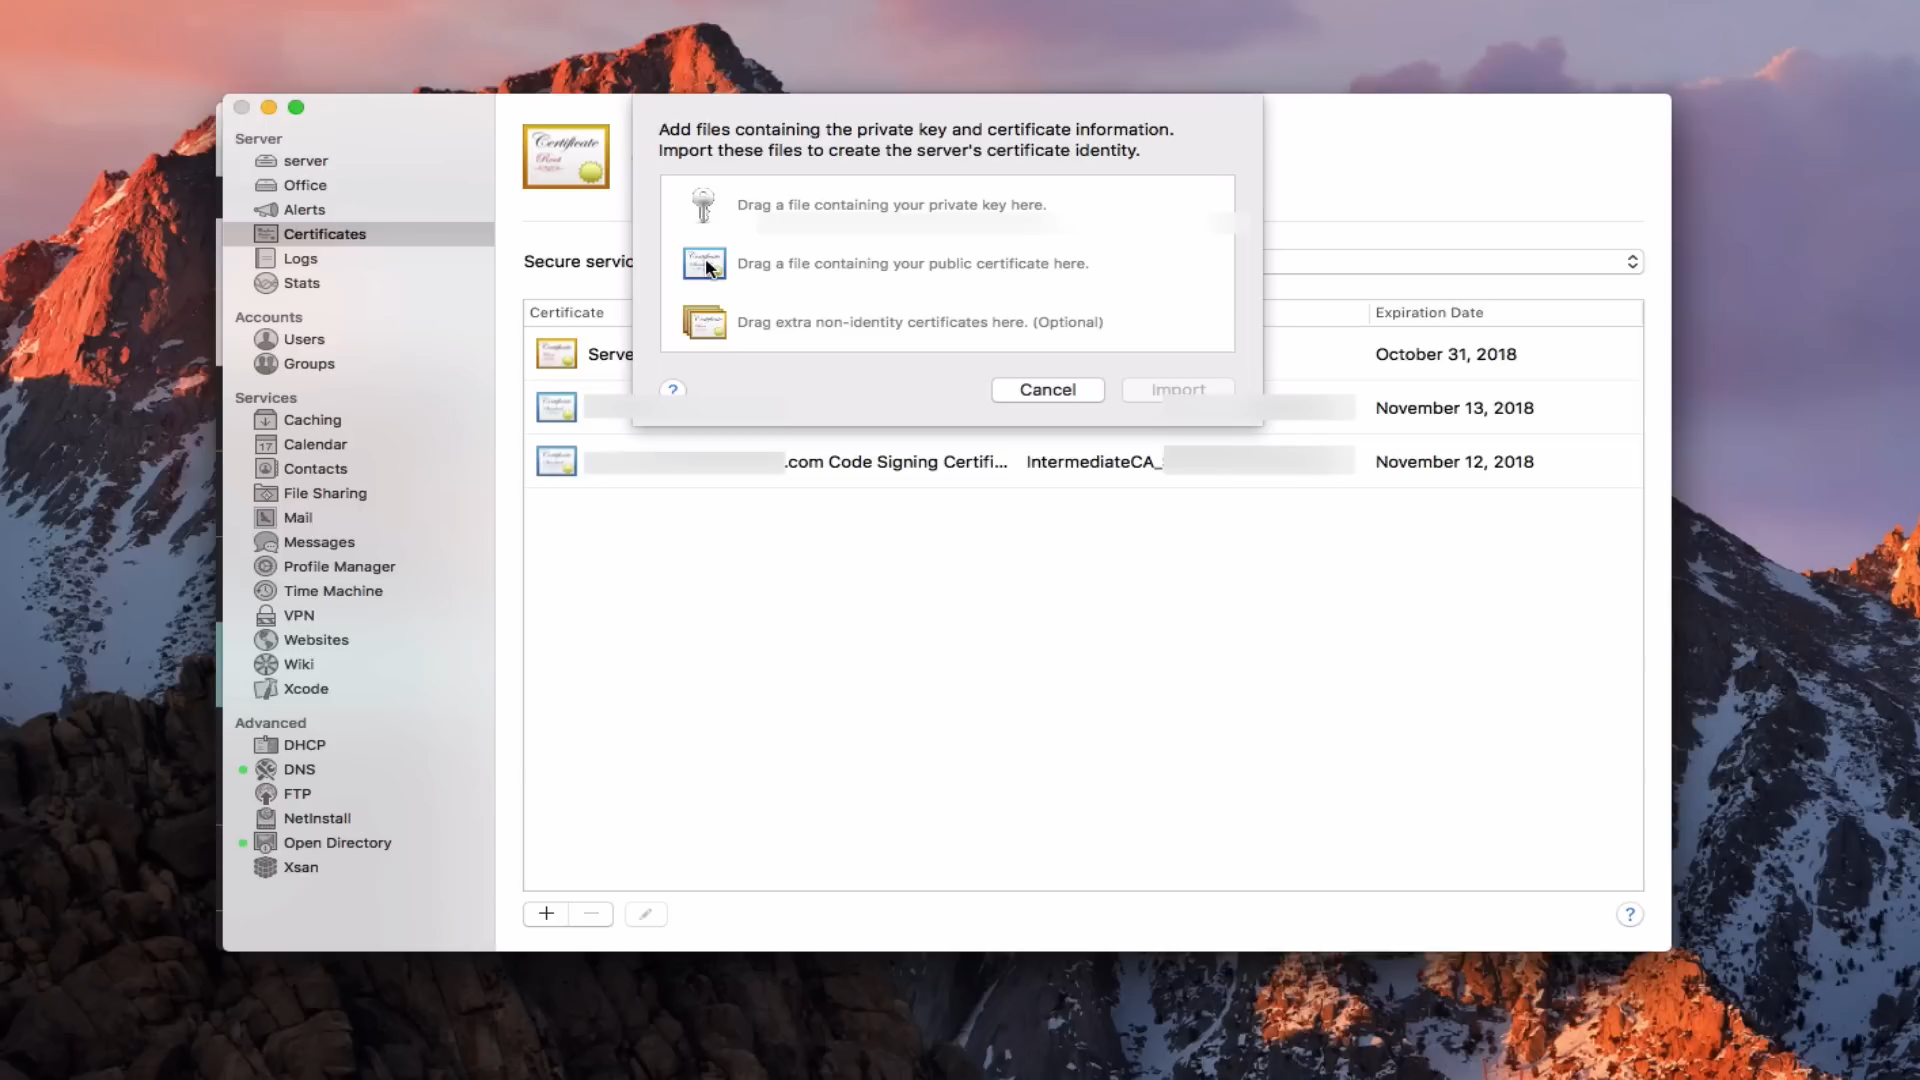 Server
server
Office
Alerts
Certificates
Logs
Stats
Accounts
Users
Groups
Services
Caching
Calendar
Contacts
File Sharing
Mail
Messages
Profile Manager
Time Machine
VPN
Websites
Wiki
Xcode
Advanced
DHCP
DNS
FTP
NetInstall
Open Directory
Xsan
Add files containing the private key and certificate information.
Import these files to create the server's certificate identity.
Drag a file containing your private key here.
Drag a file containing your public certificate here.
Drag extra non-identity certificates here. (Optional)
? Cancel Import
Secure servic
Certificate Expiration Date
Serve October 31, 2018
November 13, 2018
.com Code Signing Certifi... IntermediateCA_ November 12, 2018
?